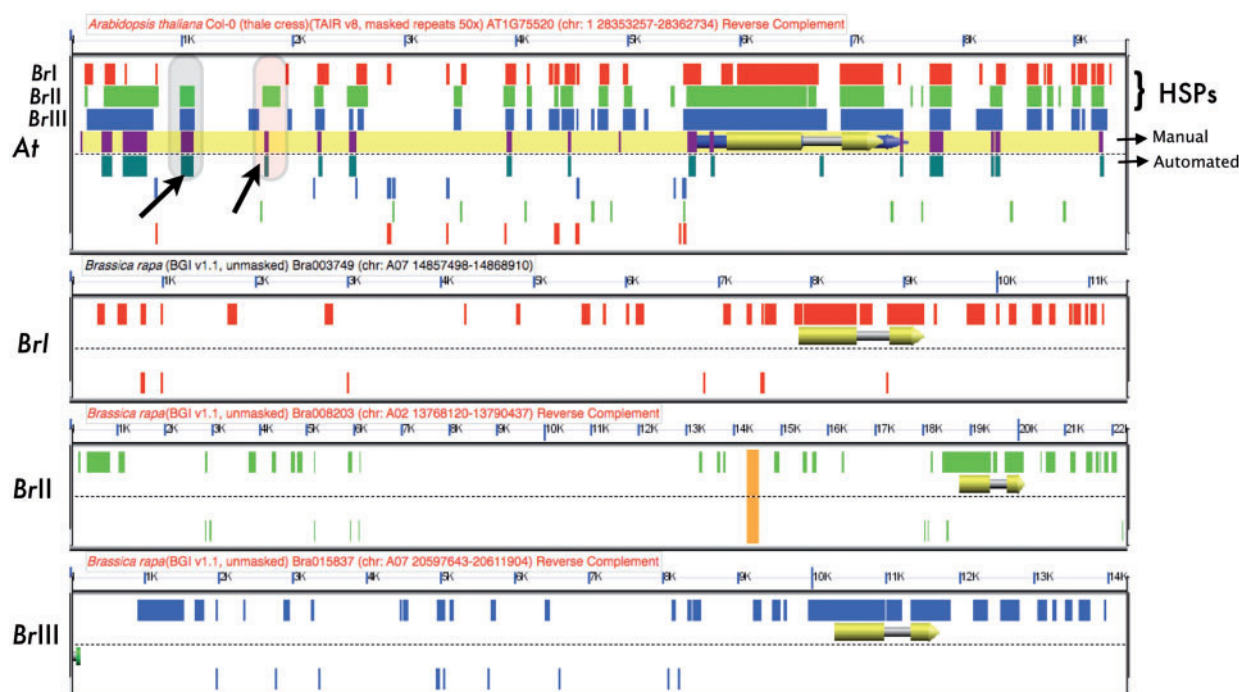 Arabidopsis thaliana Col-0 (thale cress)(TAIR v8, masked repeats 50x) AT1G75520 (chr: 1 28353257-28362734) Reverse Complement
1K 2K 3K 4K 5K 6K 7K 8K 9K
BrI
BrII
BrIII
HSPs
At
Manual
Automated
Brassica rapa (BGI v1.1, unmasked) Bra003749 (chr: A07 14857498-14868910)
1K 2K 3K 4K 5K 6K 7K 8K 9K 10K 11K
BrI
Brassica rapa(BGI v1.1, unmasked) Bra008203 (chr: A02 13768120-13790437) Reverse Complement
1K 2K 3K 4K 5K 6K 7K 8K 9K 10K 11K 12K 13K 14K 15K 16K 17K 18K 19K 20K 21K 22
BrII
Brassica rapa(BGI v1.1, unmasked) Bra015837 (chr: A07 20597643-20611904) Reverse Complement
1K 2K 3K 4K 5K 6K 7K 8K 9K 10K 11K 12K 13K 14K
BrIII